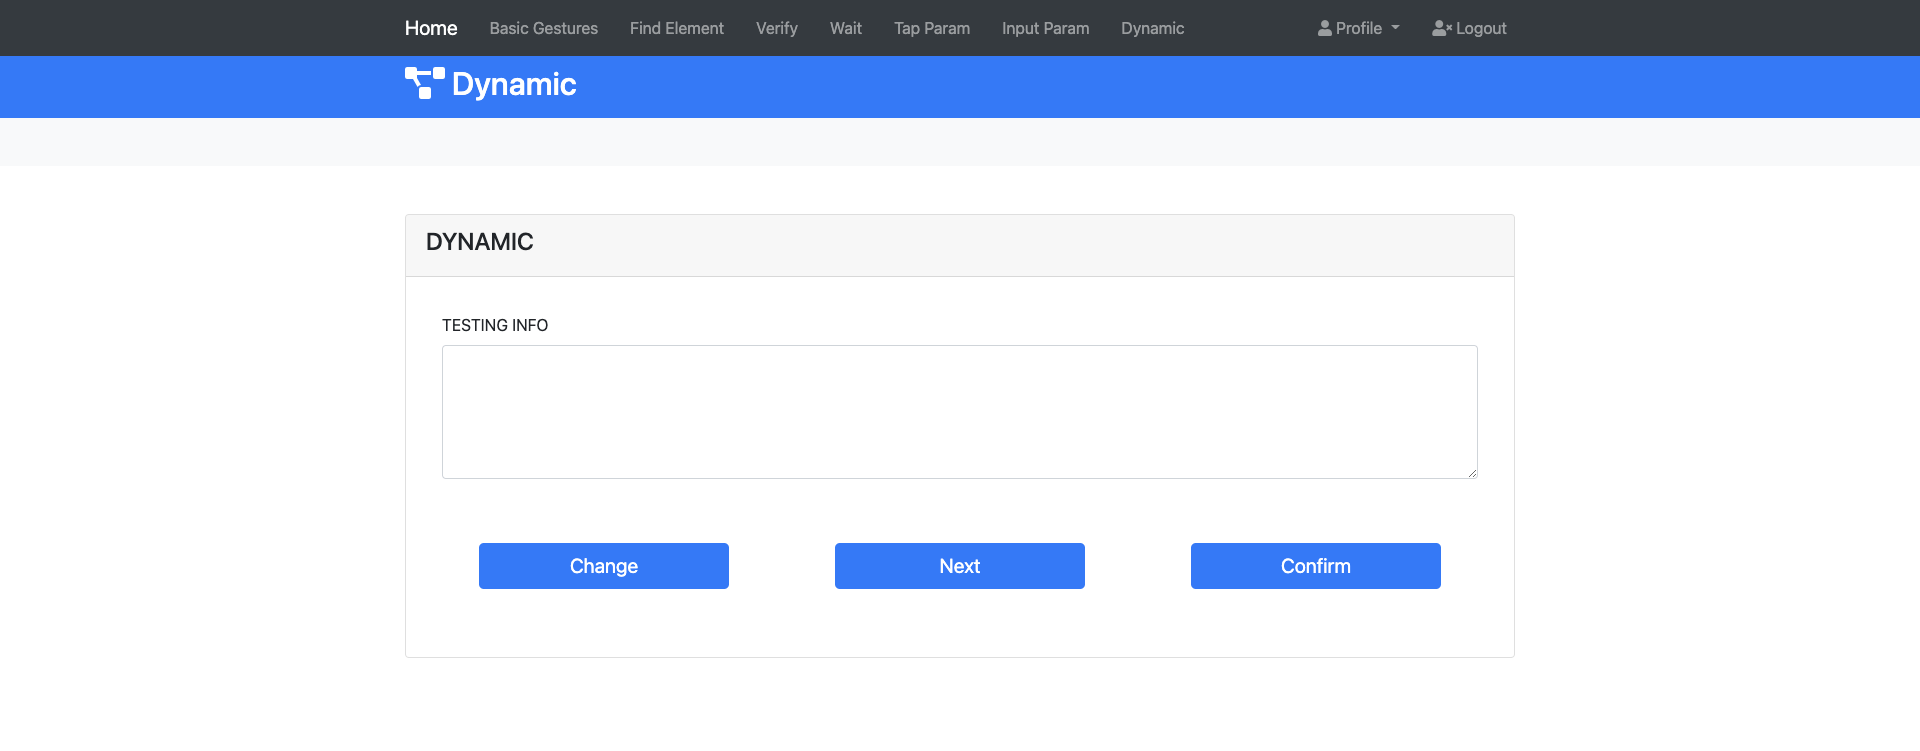 Home Basic Gestures Find Element Verify Wait Tap Param Input Param Dynamic Profile Logout
Dynamic
DYNAMIC
TESTING INFO
Change Next Confirm